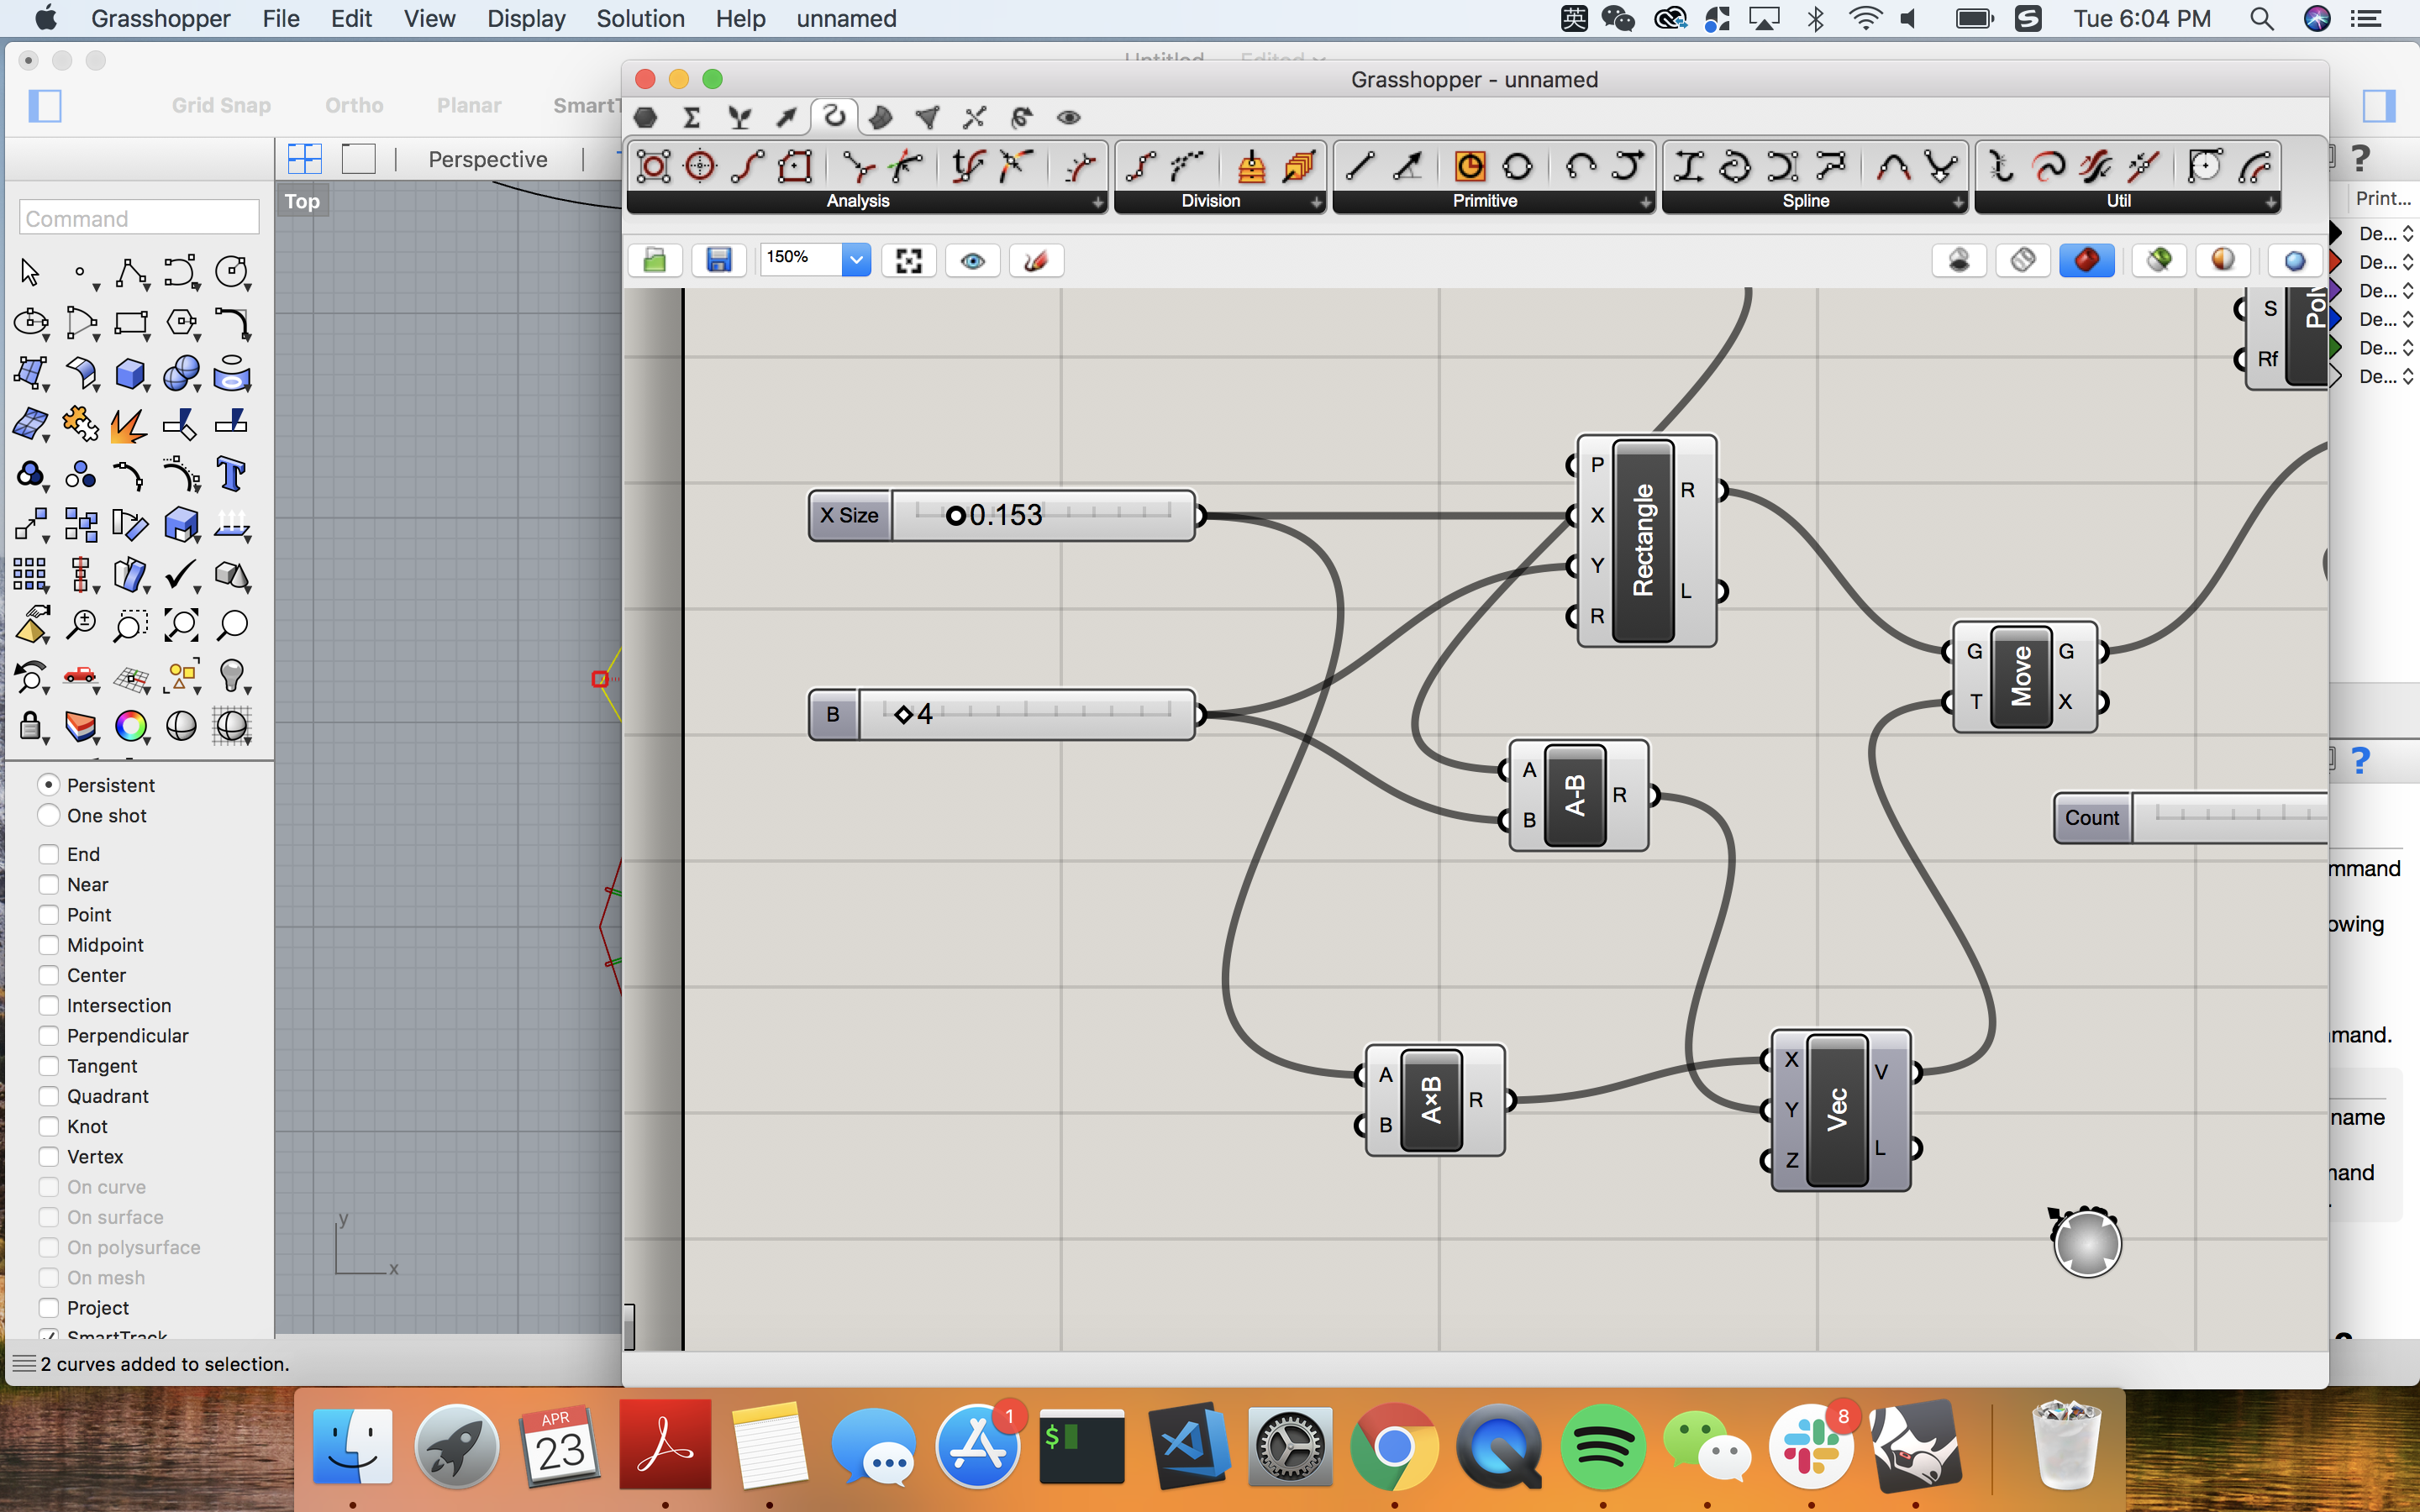 Grasshopper File Edit View Display Solution Help unnamed
英 Tue 6:04 PM
Untitled — Edited
Grid Snap Ortho Planar SmartT
Grasshopper - unnamed
Perspective
Top
Command
Analysis Division Primitive Spline Util
150%
?
Print...
De...
De...
De...
De...
De...
De...
S
Rf
Pol
X Size 0.153
P
X
Y
R
Rectangle
R
L
B 4
G
T
Move
G
X
A
B
A-B
R
Count
A
B
A×B
R
X
Y
Z
Vec
V
L
?
mmand
owing
mand.
name
nand
Persistent
One shot
End
Near
Point
Midpoint
Center
Intersection
Perpendicular
Tangent
Quadrant
Knot
Vertex
On curve
On surface
On polysurface
On mesh
Project
SmartTrack
y
x
2 curves added to selection.
APR
23
1
$
8